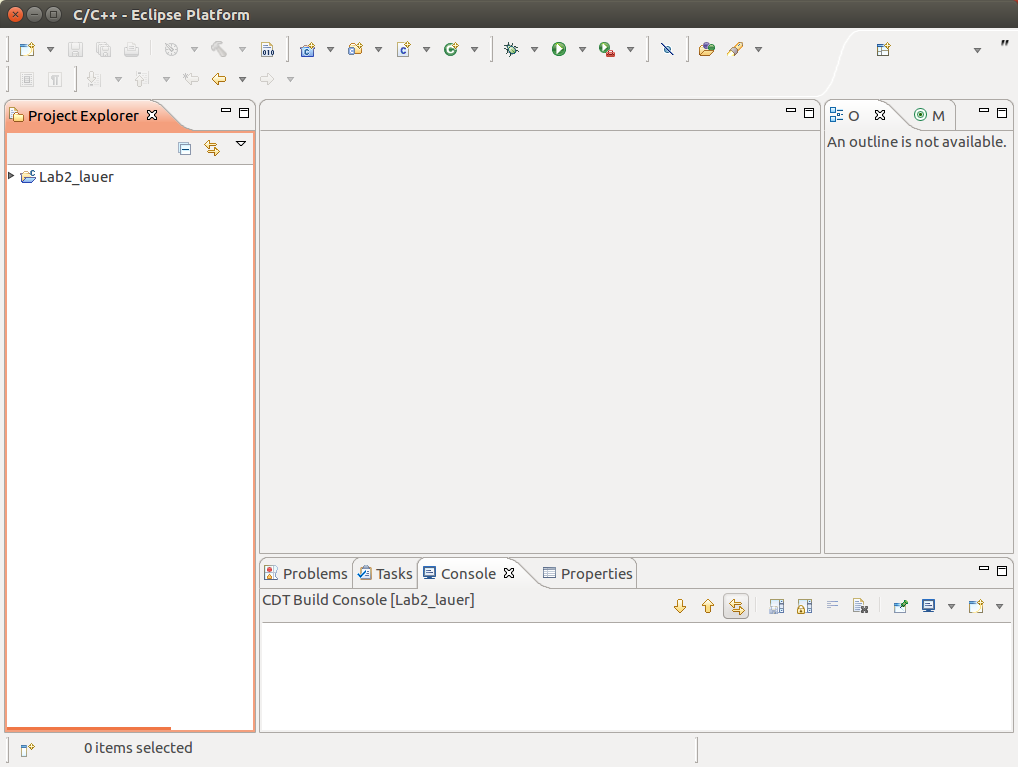 C/C++ - Eclipse Platform
010
Project Explorer
O
M
An outline is not available.
Lab2_lauer
Problems
Tasks
Console
Properties
CDT Build Console [Lab2_lauer]
0 items selected